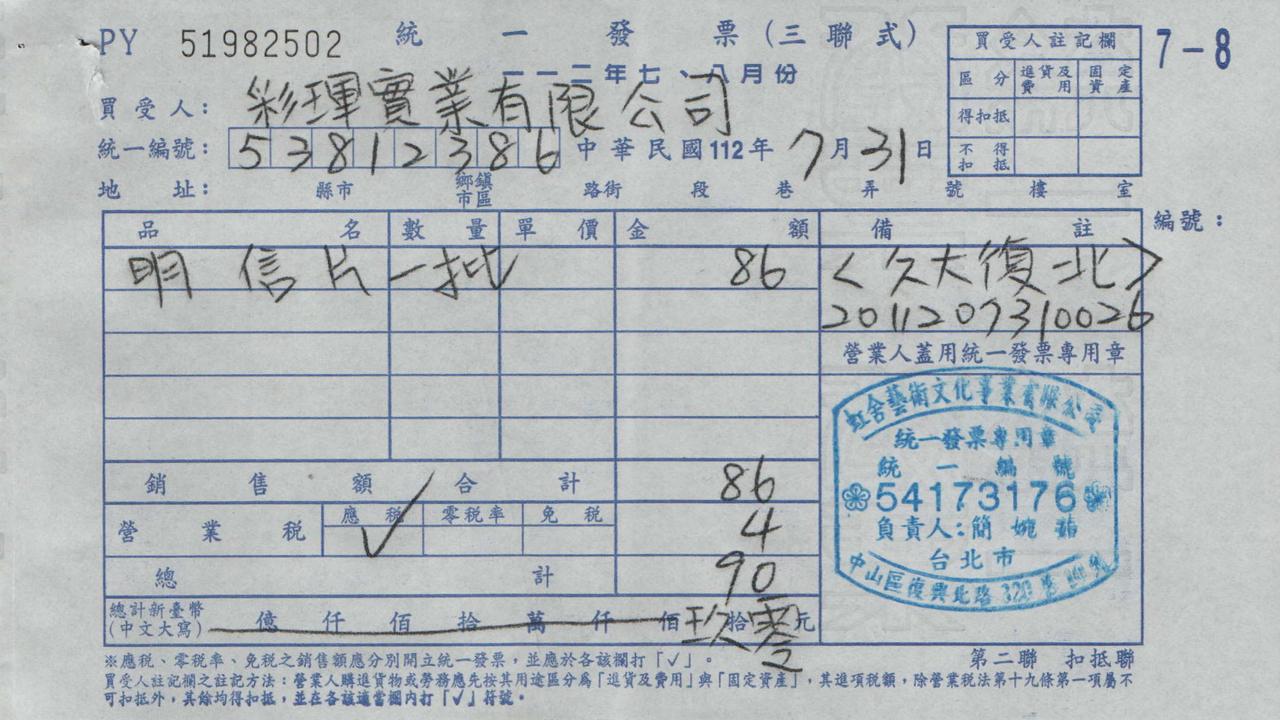 PY 51982502 統一發票(三聯式)
一一二年七、八月份
7-8
買受人註記欄
區分 進貨及費用 固定資產
得扣抵
不得扣抵
買受人: 彩琿實業有限公司
統一編號: 53812386 中華民國112年7月31日
地址: 縣市 鄉鎮市區 路街 段 巷 弄 號 樓 室
編號:
品名 數量 單價 金額 備註
明信片 一批 86 <久大復北>
2011207310026
營業人蓋用統一發票專用章
虹舍藝術文化事業有限公司
統一發票專用章
統一編號
54173176
負責人:簡婉
台北市
中山區復興北路320巷
銷售額合計 86
營業稅 應稅 ✓ 零稅率 免稅 4
總計 90
總計新臺幣
(中文大寫) 億 仟 佰 拾 萬 仟 佰 玖拾零元
第二聯 扣抵聯
※應稅、零稅率、免稅之銷售額應分別開立統一發票,並應於各該欄打「✓」。
買受人註記欄之註記方法:營業人購進貨物或勞務應先按其用途區分為「進貨及費用」與「固定資產」,其進項稅額,除營業稅法第十九條第一項屬不
可扣抵外,其餘均得扣抵,並在各該適當欄內打「✓」符號。